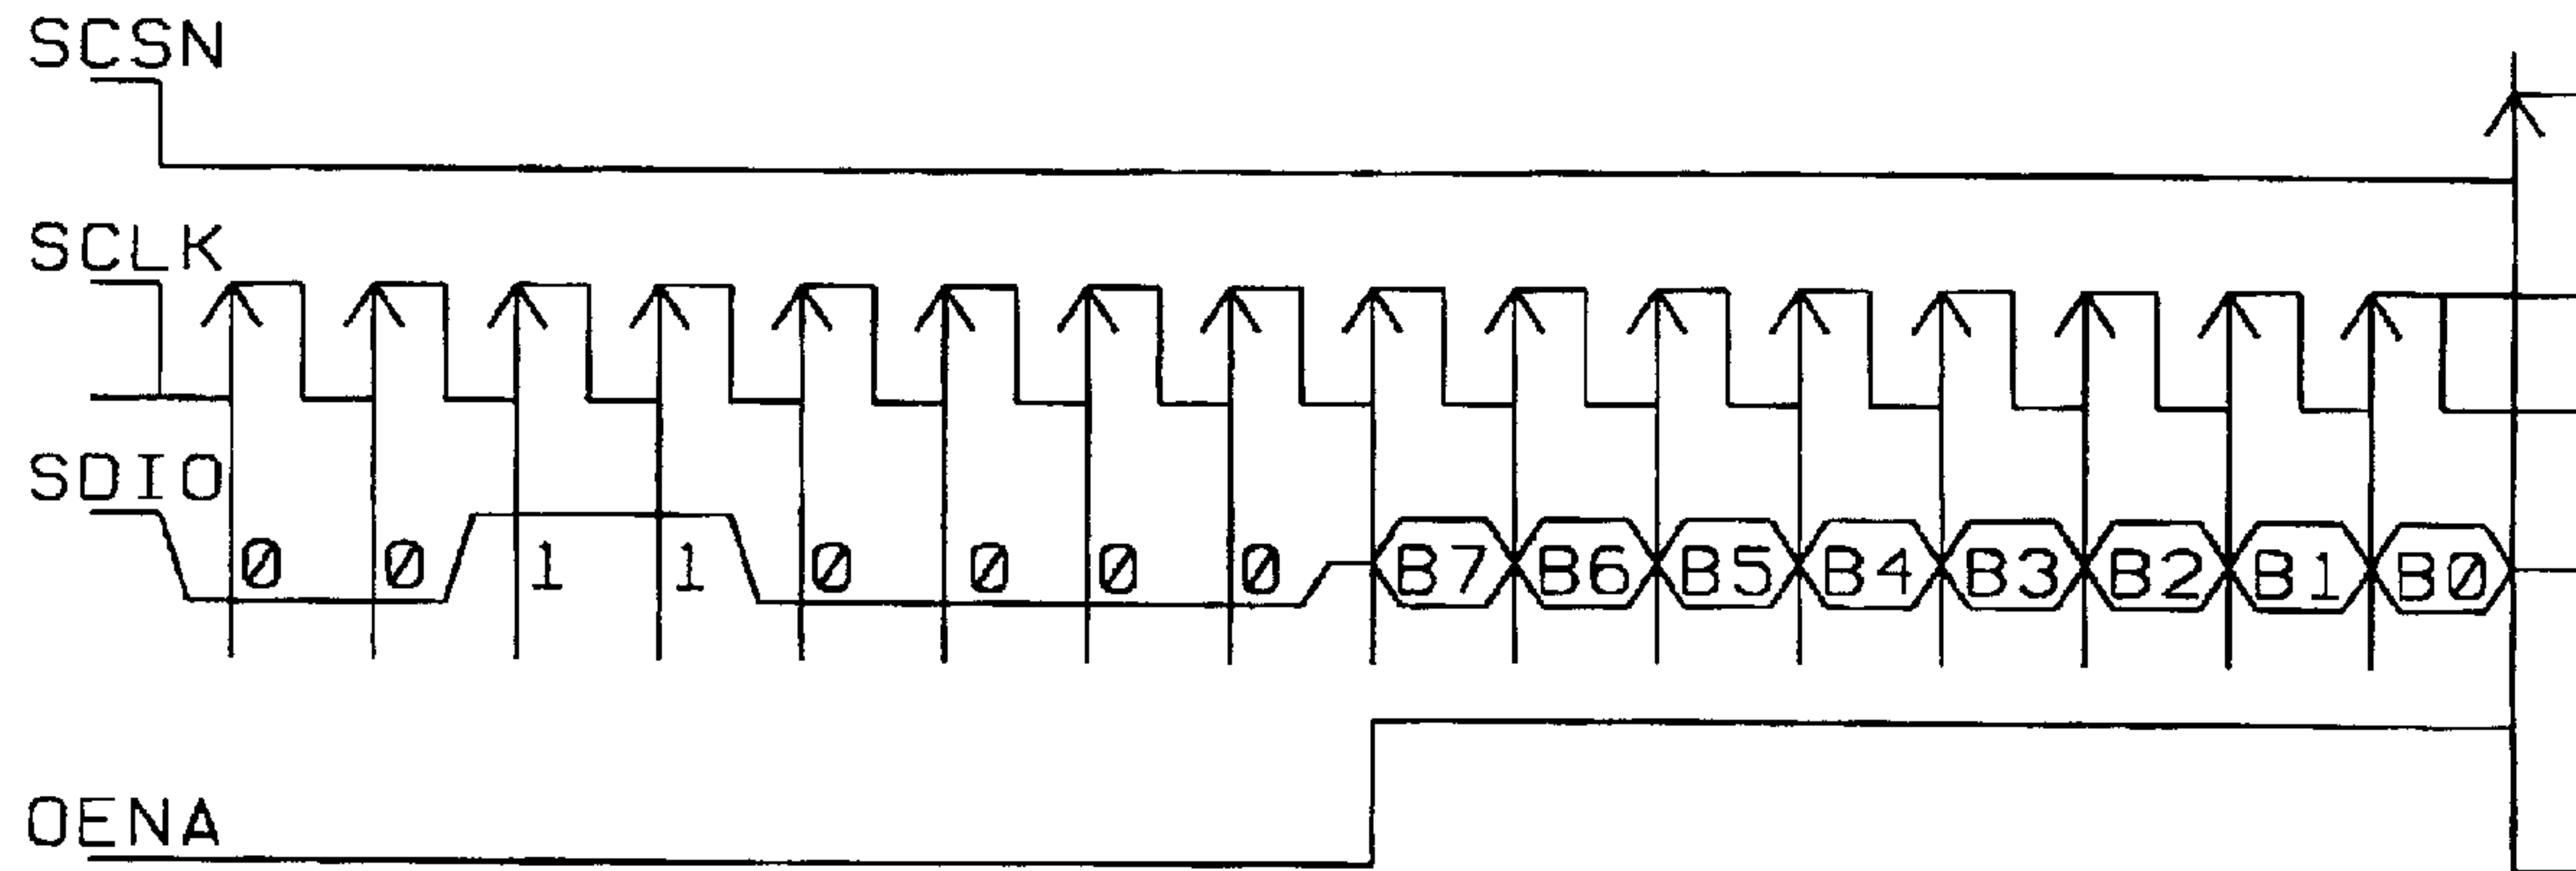 SCSN
SCLK
SDIO
0 0 1 1 0 0 0 0 B7 B6 B5 B4 B3 B2 B1 B0
OENA